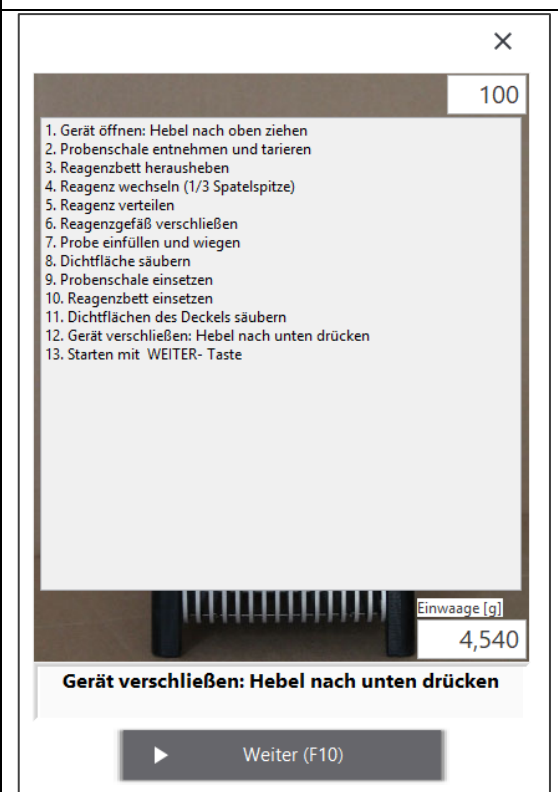 100
1. Gerät öffnen: Hebel nach oben ziehen
2. Probenschale entnehmen und tarieren
3. Reagenzbett herausheben
4. Reagenz wechseln (1/3 Spatelspitze)
5. Reagenz verteilen
6. Reagenzgefäß verschließen
7. Probe einfüllen und wiegen
8. Dichtfläche säubern
9. Probenschale einsetzen
10. Reagenzbett einsetzen
11. Dichtflächen des Deckels säubern
12. Gerät verschließen: Hebel nach unten drücken
13. Starten mit  WEITER- Taste
Einwaage [g]
4,540
Gerät verschließen: Hebel nach unten drücken
Weiter (F10)